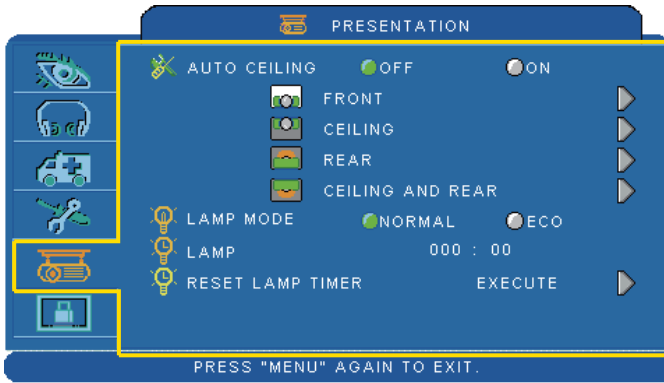 PRESENTATION
AUTO CEILING OFF ON
FRONT
CEILING
REAR
CEILING AND REAR
LAMP MODE NORMAL ECO
LAMP 000 : 00
RESET LAMP TIMER EXECUTE
PRESS "MENU" AGAIN TO EXIT.